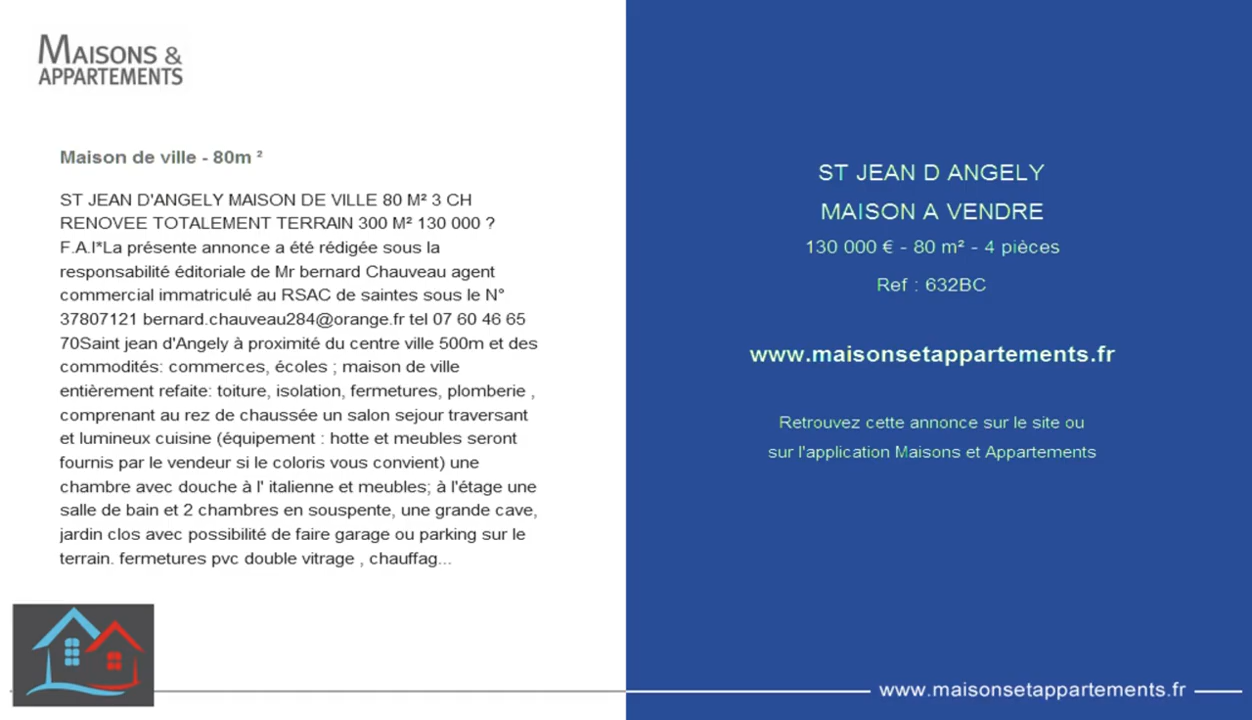 MAISONS &
APPARTEMENTS
Maison de ville - 80m ²
ST JEAN D'ANGELY MAISON DE VILLE 80 M² 3 CH
RENOVEE TOTALEMENT TERRAIN 300 M² 130 000 ?
F.A.I*La présente annonce a été rédigée sous la
responsabilité éditoriale de Mr bernard Chauveau agent
commercial immatriculé au RSAC de saintes sous le N°
37807121 bernard.chauveau284@orange.fr tel 07 60 46 65
70Saint jean d'Angely à proximité du centre ville 500m et des
commodités: commerces, écoles ; maison de ville
entièrement refaite: toiture, isolation, fermetures, plomberie ,
comprenant au rez de chaussée un salon sejour traversant
et lumineux cuisine (équipement : hotte et meubles seront
fournis par le vendeur si le coloris vous convient) une
chambre avec douche à l' italienne et meubles; à l'étage une
salle de bain et 2 chambres en souspente, une grande cave,
jardin clos avec possibilité de faire garage ou parking sur le
terrain. fermetures pvc double vitrage , chauffag...
ST JEAN D ANGELY
MAISON A VENDRE
130 000 € - 80 m² - 4 pièces
Ref : 632BC
www.maisonsetappartements.fr
Retrouvez cette annonce sur le site ou
sur l'application Maisons et Appartements
www.maisonsetappartements.fr